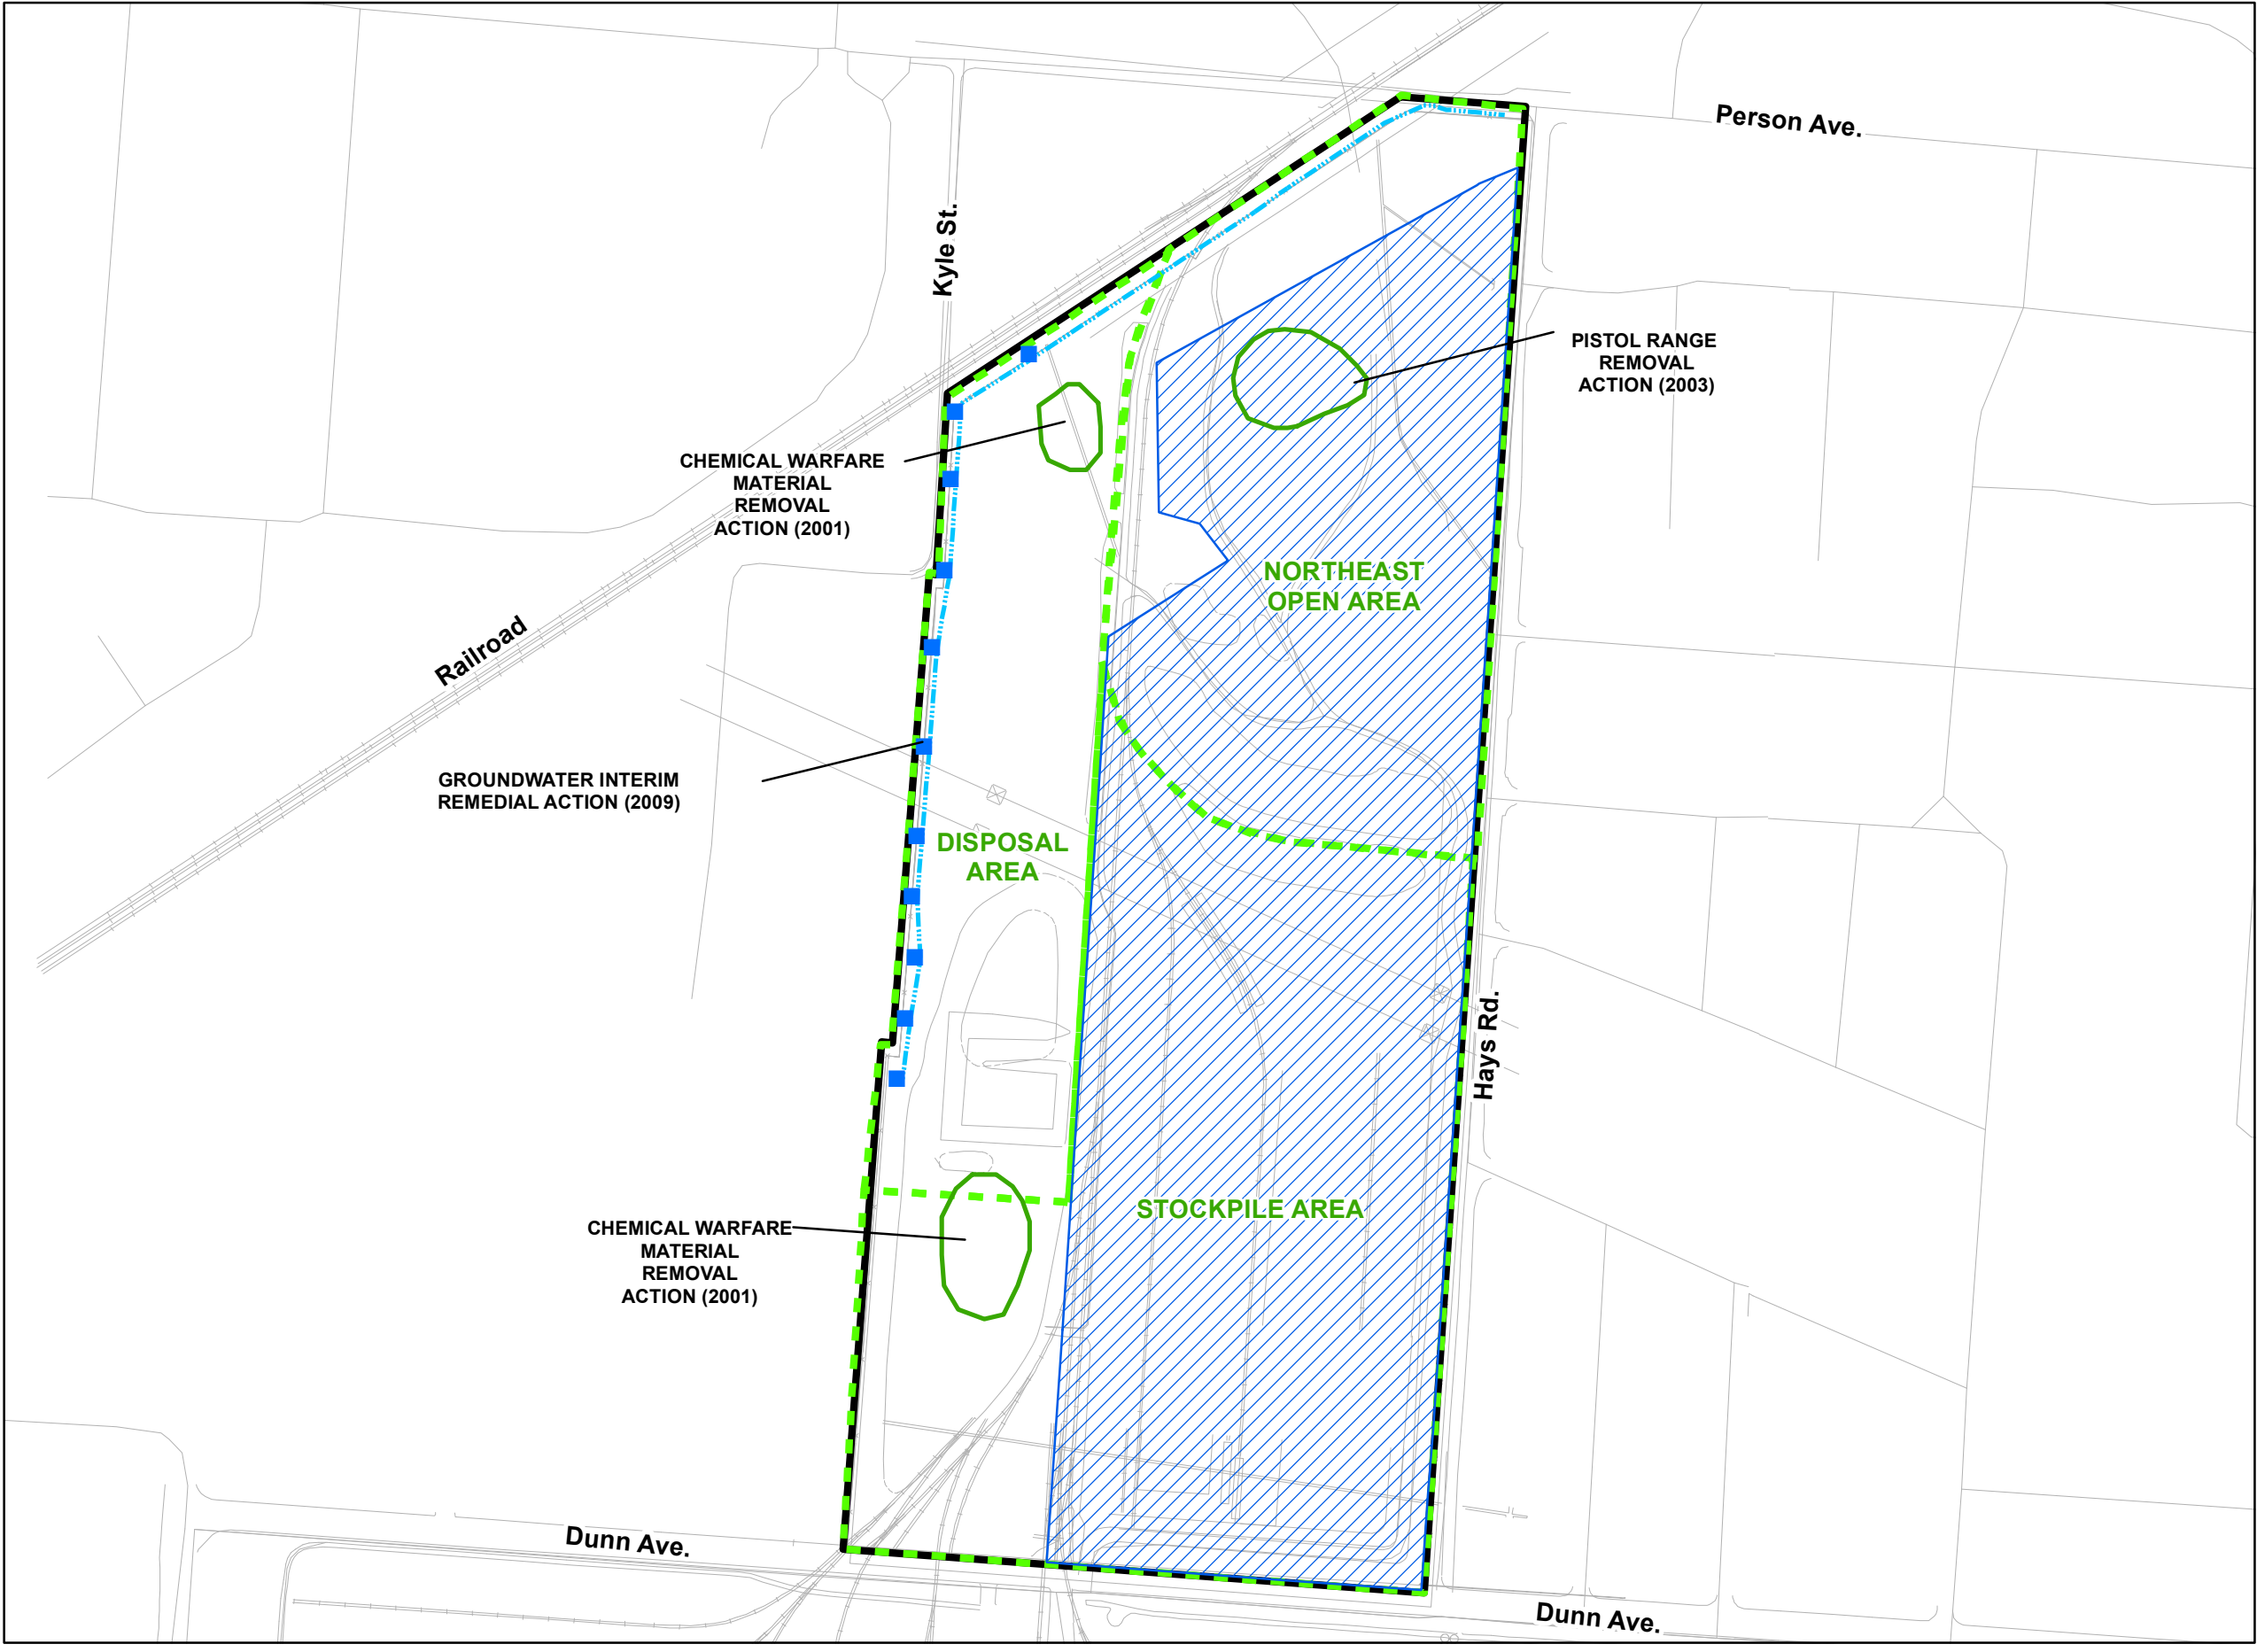 Person Ave.
Kyle St.
PISTOL RANGE
REMOVAL
ACTION (2003)
CHEMICAL WARFARE
MATERIAL
REMOVAL
ACTION (2001)
NORTHEAST
OPEN AREA
Railroad
GROUNDWATER INTERIM
REMEDIAL ACTION (2009)
DISPOSAL
AREA
Hays Rd.
STOCKPILE AREA
CHEMICAL WARFARE
MATERIAL
REMOVAL
ACTION (2001)
Dunn Ave.
Dunn Ave.